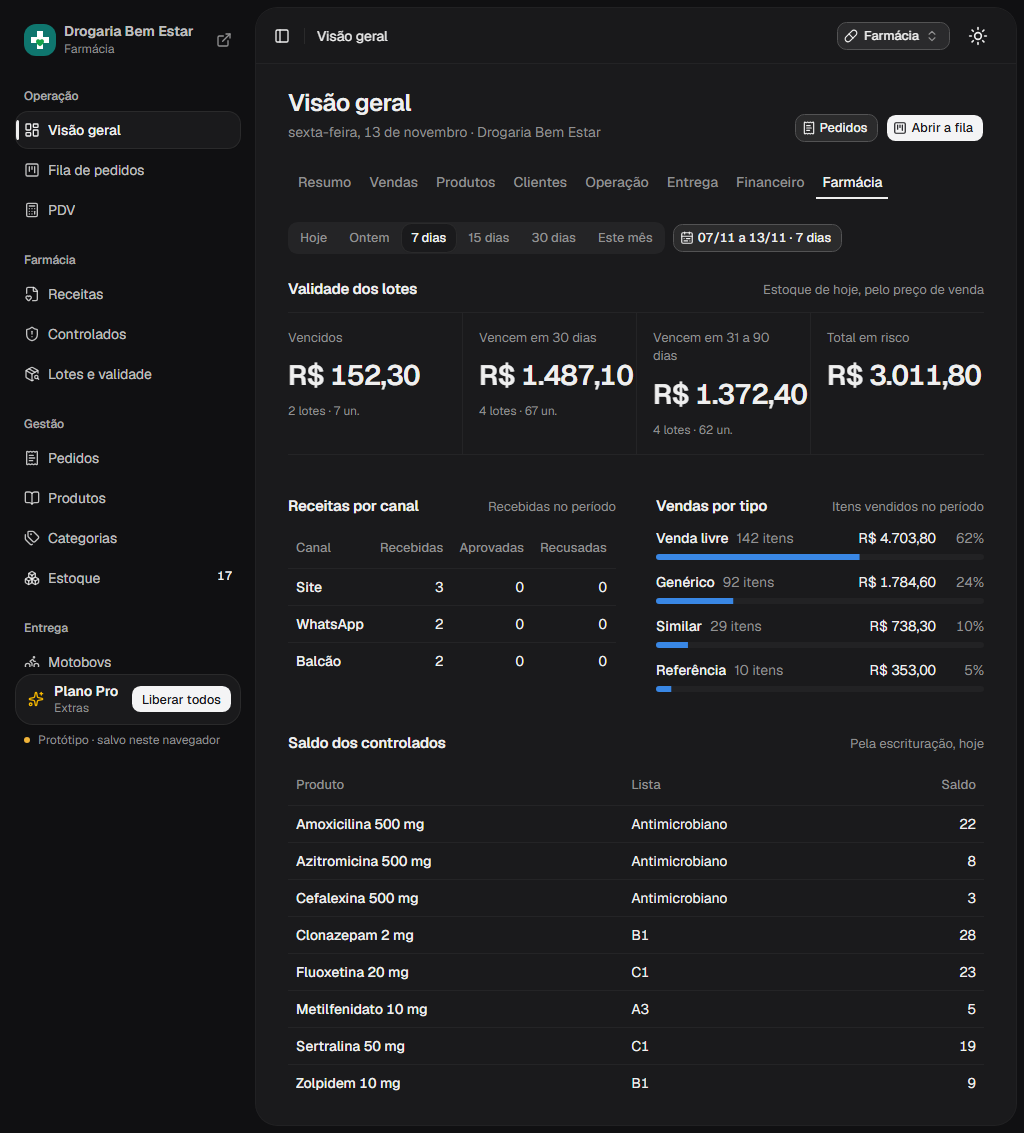 Drogaria Bem Estar
Farmácia
Operação
Visão geral
Fila de pedidos
PDV
Farmácia
Receitas
Controlados
Lotes e validade
Gestão
Pedidos
Produtos
Categorias
Estoque 17
Entrega
Motoboys
Plano Pro
Extras
Liberar todos
Protótipo · salvo neste navegador
Visão geral
Farmácia
Visão geral
sexta-feira, 13 de novembro · Drogaria Bem Estar
Pedidos
Abrir a fila
Resumo Vendas Produtos Clientes Operação Entrega Financeiro Farmácia
Hoje Ontem 7 dias 15 dias 30 dias Este mês 07/11 a 13/11 · 7 dias
Validade dos lotes
Estoque de hoje, pelo preço de venda
Vencidos
R$ 152,30
2 lotes · 7 un.
Vencem em 30 dias
R$ 1.487,10
4 lotes · 67 un.
Vencem em 31 a 90
dias
R$ 1.372,40
4 lotes · 62 un.
Total em risco
R$ 3.011,80
Receitas por canal
Recebidas no período
Canal Recebidas Aprovadas Recusadas
Site 3 0 0
WhatsApp 2 0 0
Balcão 2 0 0
Vendas por tipo
Itens vendidos no período
Venda livre 142 itens R$ 4.703,80 62%
Genérico 92 itens R$ 1.784,60 24%
Similar 29 itens R$ 738,30 10%
Referência 10 itens R$ 353,00 5%
Saldo dos controlados
Pela escrituração, hoje
Produto Lista Saldo
Amoxicilina 500 mg Antimicrobiano 22
Azitromicina 500 mg Antimicrobiano 8
Cefalexina 500 mg Antimicrobiano 3
Clonazepam 2 mg B1 28
Fluoxetina 20 mg C1 23
Metilfenidato 10 mg A3 5
Sertralina 50 mg C1 19
Zolpidem 10 mg B1 9